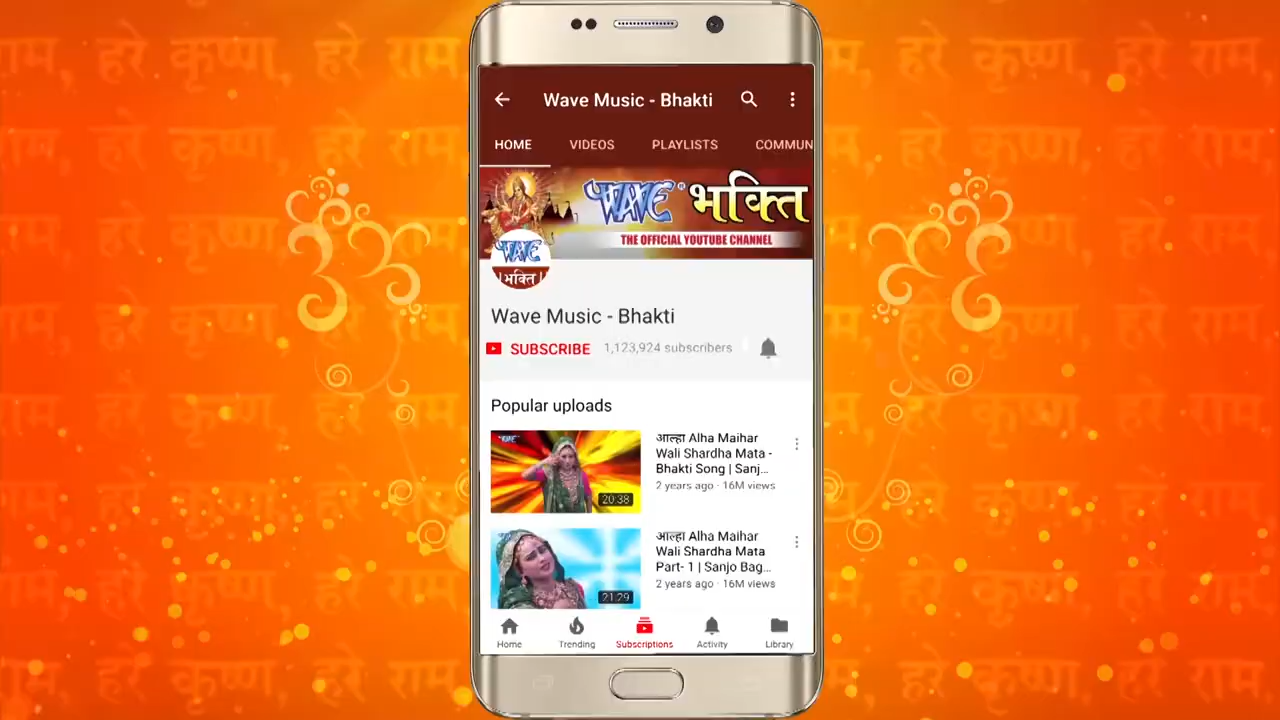 राम, हरे कृष्ण, हरे राम, हरे कृष्ण, हरे राम,
Wave Music - Bhakti
HOME VIDEOS PLAYLISTS COMMUN
WAVE® भक्ति
THE OFFICIAL YOUTUBE CHANNEL
WAVE
भक्ति
Wave Music - Bhakti
SUBSCRIBE 1,123,924 subscribers
Popular uploads
WAVE
20:38
आल्हा Alha Maihar
Wali Shardha Mata -
Bhakti Song | Sanj...
2 years ago · 16M views
21:29
आल्हा Alha Maihar
Wali Shardha Mata
Part- 1 | Sanjo Bag...
2 years ago · 16M views
Home Trending Subscriptions Activity Library